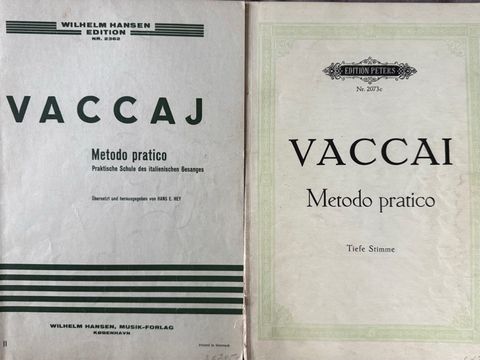 WILHELM HANSEN
EDITION
NR. 2362
VACCAJ
Metodo pratico
Praktische Schule des italienischen Gesanges
Übersetzt und herausgegeben von HANS E. HEY
WILHELM HANSEN, MUSIK-FORLAG
KØBENHAVN
II
Printed in Denmark
EDITION PETERS
Nr. 2073c
VACCAI
Metodo pratico
Tiefe Stimme